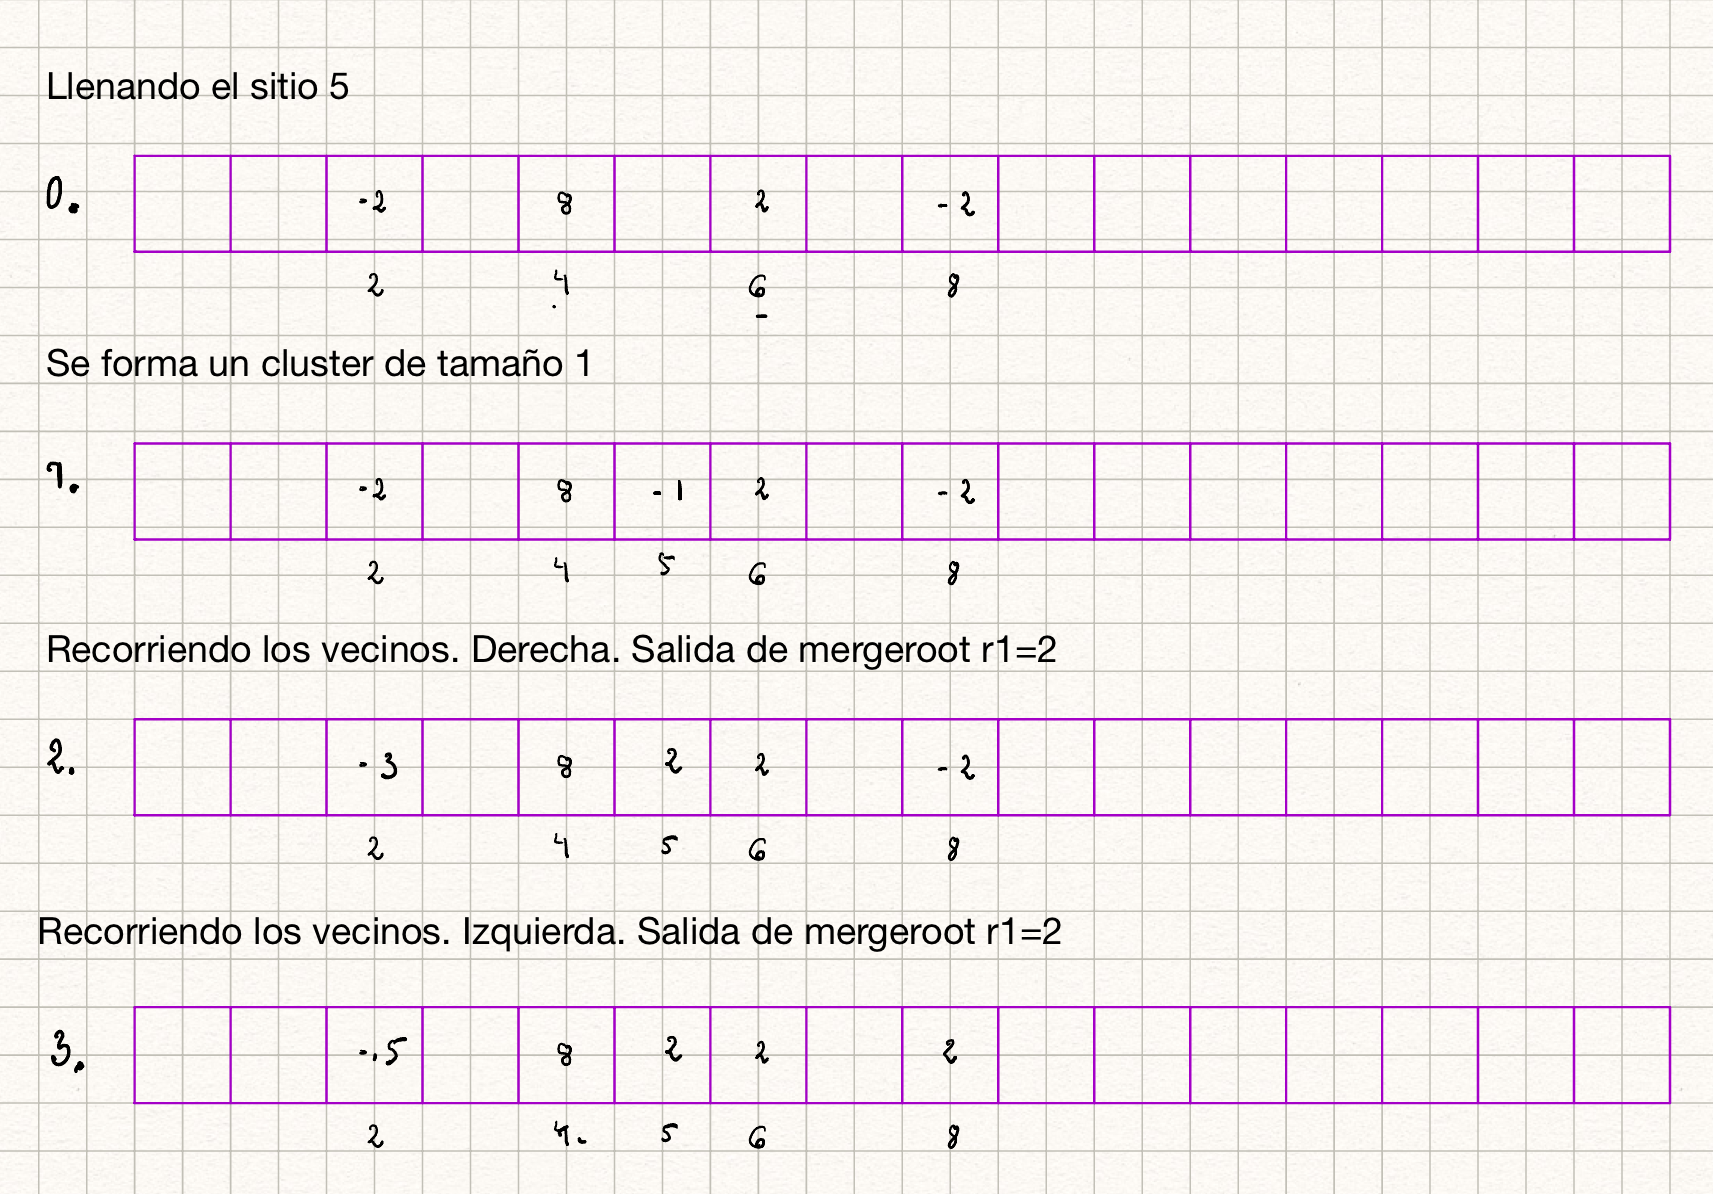 Llenando el sitio 5
0. -2 8 2 -2
2 4 6 8
Se forma un cluster de tamaño 1
1. -2 8 -1 2 -2
2 4 5 6 8
Recorriendo los vecinos. Derecha. Salida de mergeroot r1=2
2. -3 8 2 2 -2
2 4 5 6 8
Recorriendo los vecinos. Izquierda. Salida de mergeroot r1=2
3. -5 8 2 2 2
2 4 5 6 8